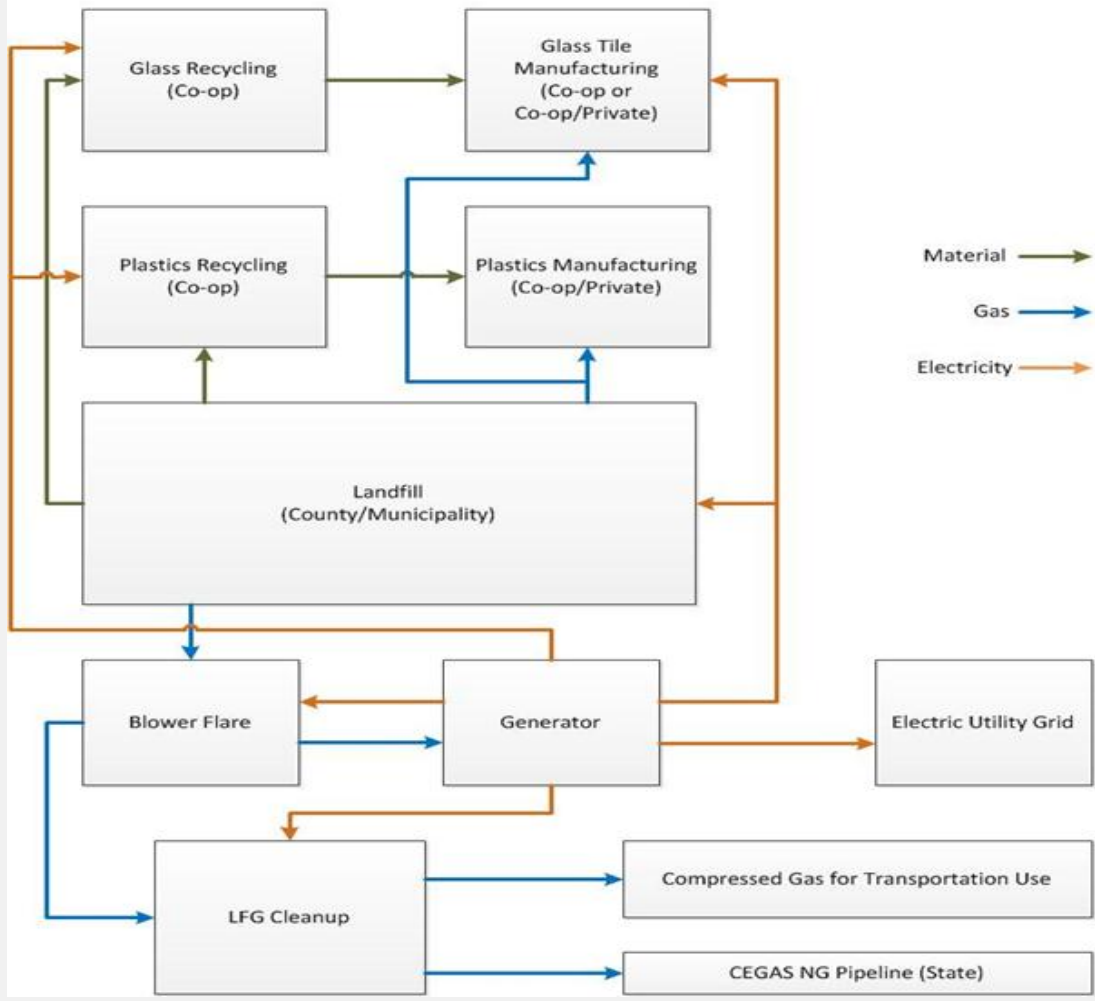 Glass Recycling
(Co-op)
Glass Tile
Manufacturing
(Co-op or
Co-op/Private)
Plastics Recycling
(Co-op)
Plastics Manufacturing
(Co-op/Private)
Material
Gas
Electricity
Landfill
(County/Municipality)
Blower Flare
Generator
Electric Utility Grid
LFG Cleanup
Compressed Gas for Transportation Use
CEGAS NG Pipeline (State)